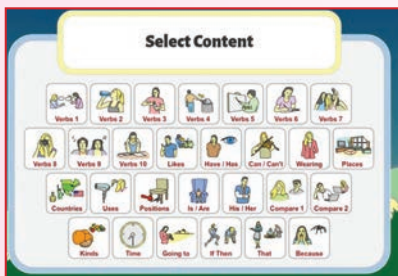 Select Content
Verbs 1 Verbs 2 Verbs 3 Verbs 4 Verbs 5 Verbs 6 Verbs 7
Verbs 8 Verbs 9 Verbs 10 Likes Have / Has Can / Can't Wearing Places
Countries Uses Positions Is / Are His / Her Compare 1 Compare 2
Kinds Time Going to If Then That Because